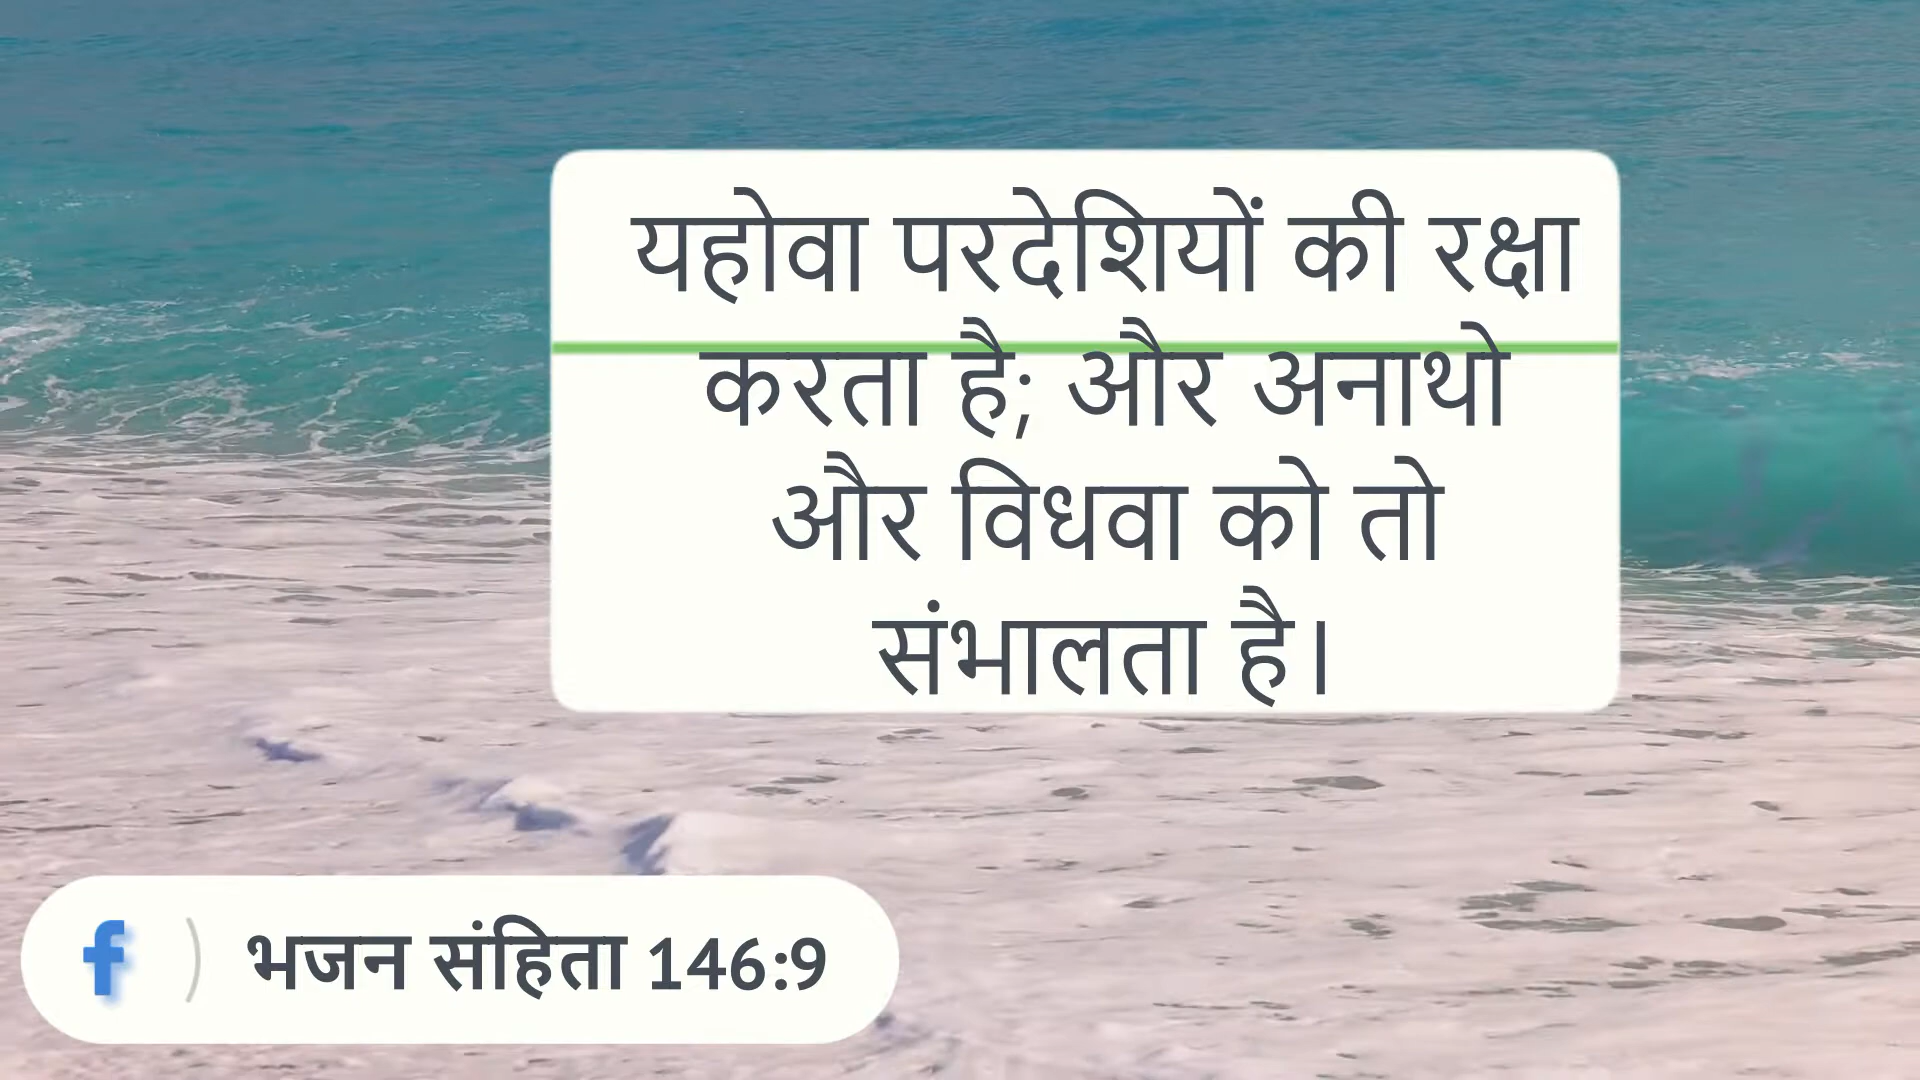 यहोवा परदेशियों की रक्षा
करता है; और अनाथो
और विधवा को तो
संभालता है।
भजन संहिता 146:9